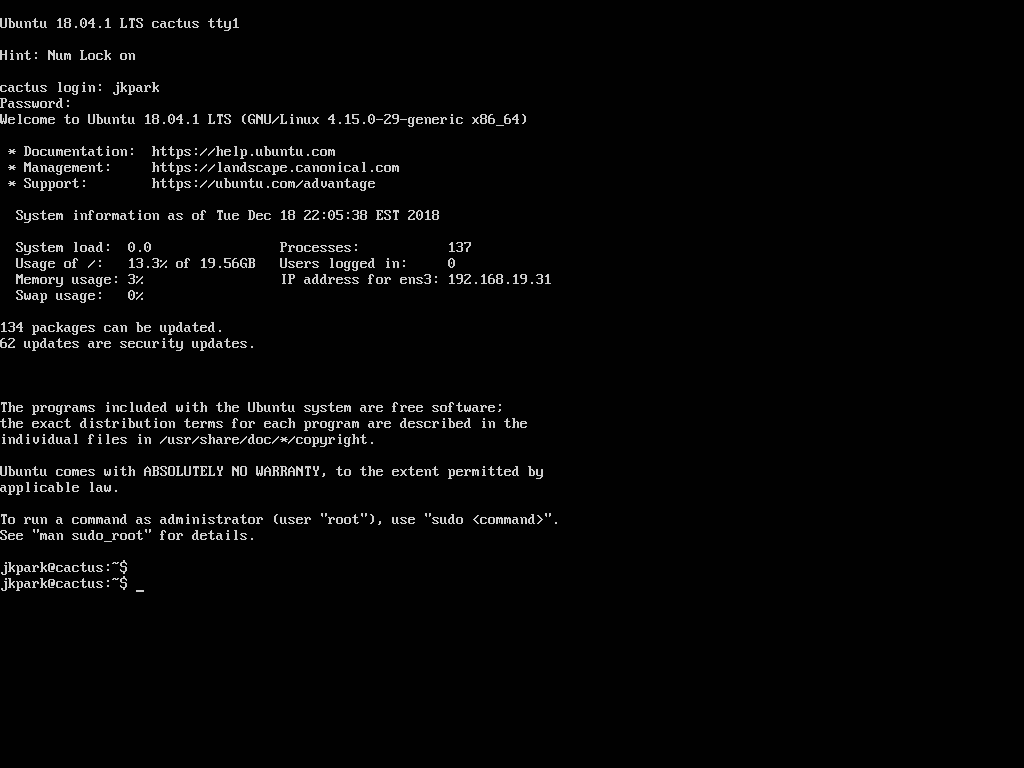 Ubuntu 18.04.1 LTS cactus tty1
Hint: Num Lock on
cactus login: jkpark
Password:
Welcome to Ubuntu 18.04.1 LTS (GNU/Linux 4.15.0-29-generic x86_64)
* Documentation:  https://help.ubuntu.com
* Management:     https://landscape.canonical.com
* Support:        https://ubuntu.com/advantage
System information as of Tue Dec 18 22:05:38 EST 2018
System load:  0.0                Processes:           137
Usage of /:   13.3% of 19.56GB   Users logged in:     0
Memory usage: 3%                 IP address for ens3: 192.168.19.31
Swap usage:   0%
134 packages can be updated.
62 updates are security updates.
The programs included with the Ubuntu system are free software;
the exact distribution terms for each program are described in the
individual files in /usr/share/doc/*/copyright.
Ubuntu comes with ABSOLUTELY NO WARRANTY, to the extent permitted by
applicable law.
To run a command as administrator (user "root"), use "sudo <command>".
See "man sudo_root" for details.
jkpark@cactus:~$
jkpark@cactus:~$ _